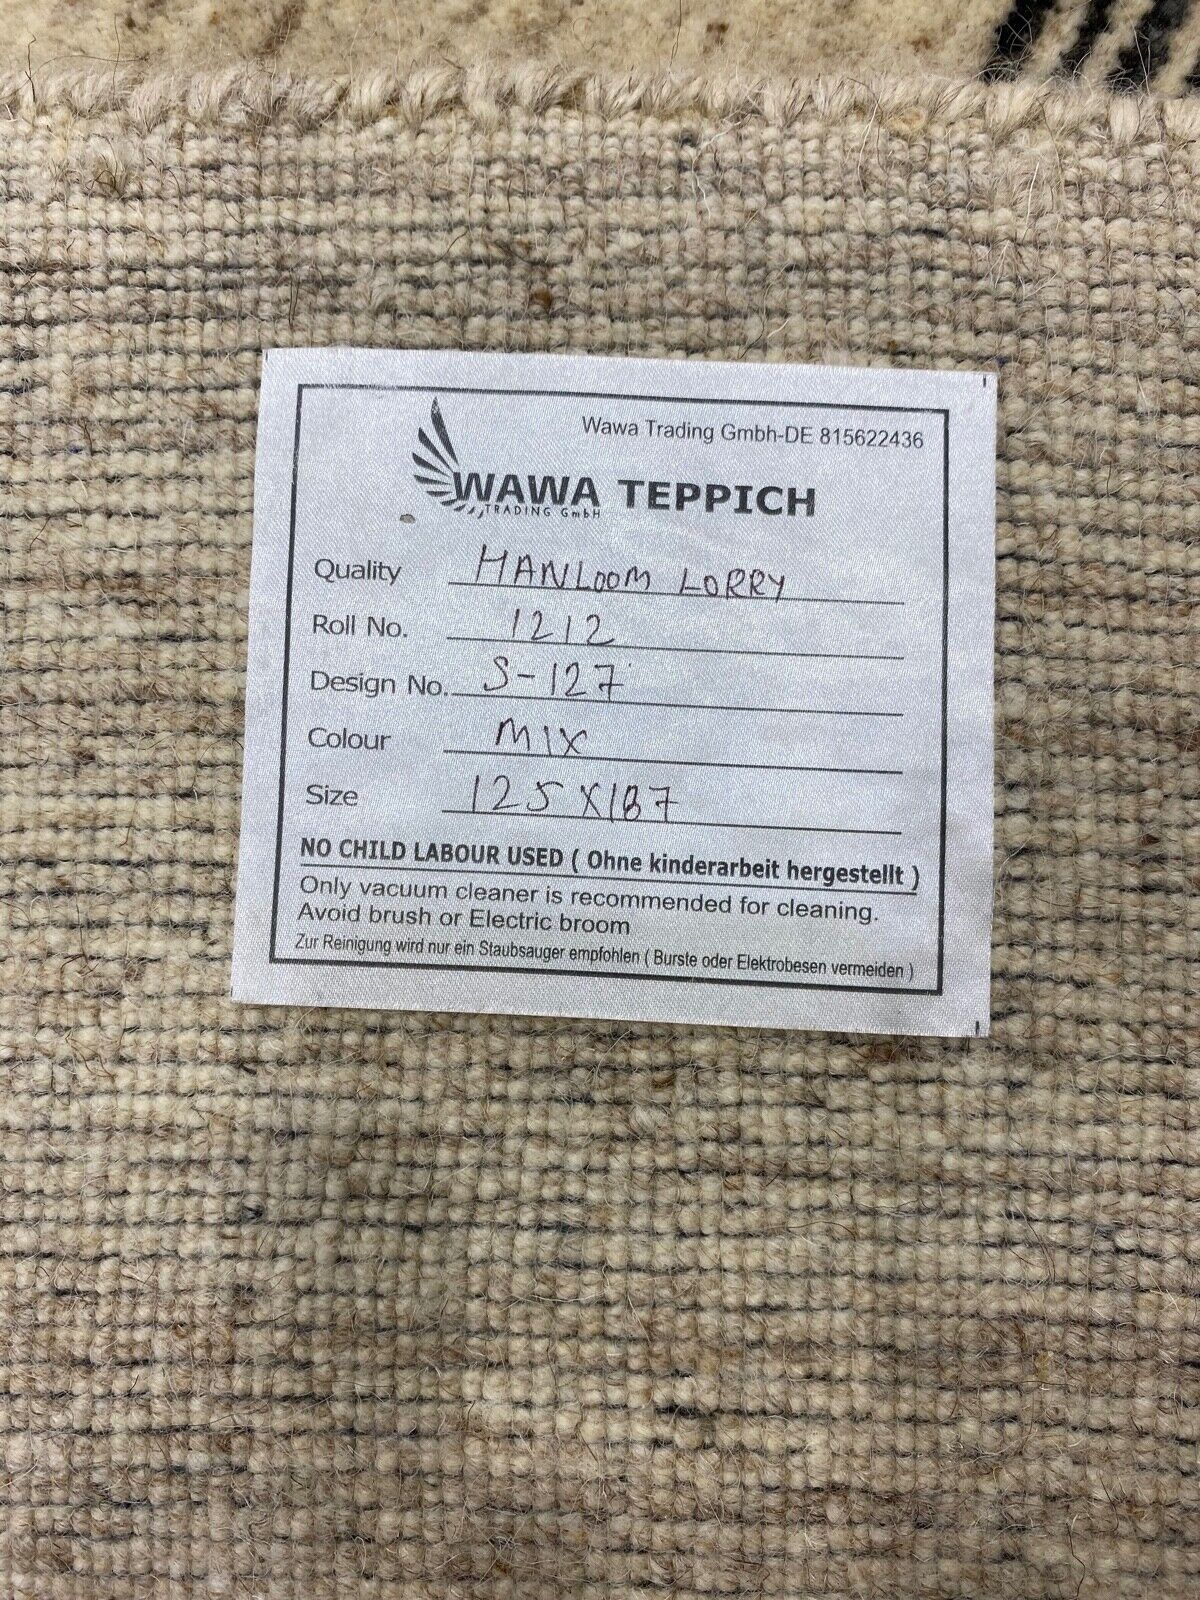 Wawa Trading Gmbh-DE 815622436
WAWA TEPPICH
TRADING GmbH
Quality HANLOOM LORRY
Roll No. 1212
Design No. S-127
Colour MIX
Size 125X187
NO CHILD LABOUR USED ( Ohne kinderarbeit hergestellt )
Only vacuum cleaner is recommended for cleaning.
Avoid brush or Electric broom
Zur Reinigung wird nur ein Staubsauger empfohlen ( Burste oder Elektrobesen vermeiden )